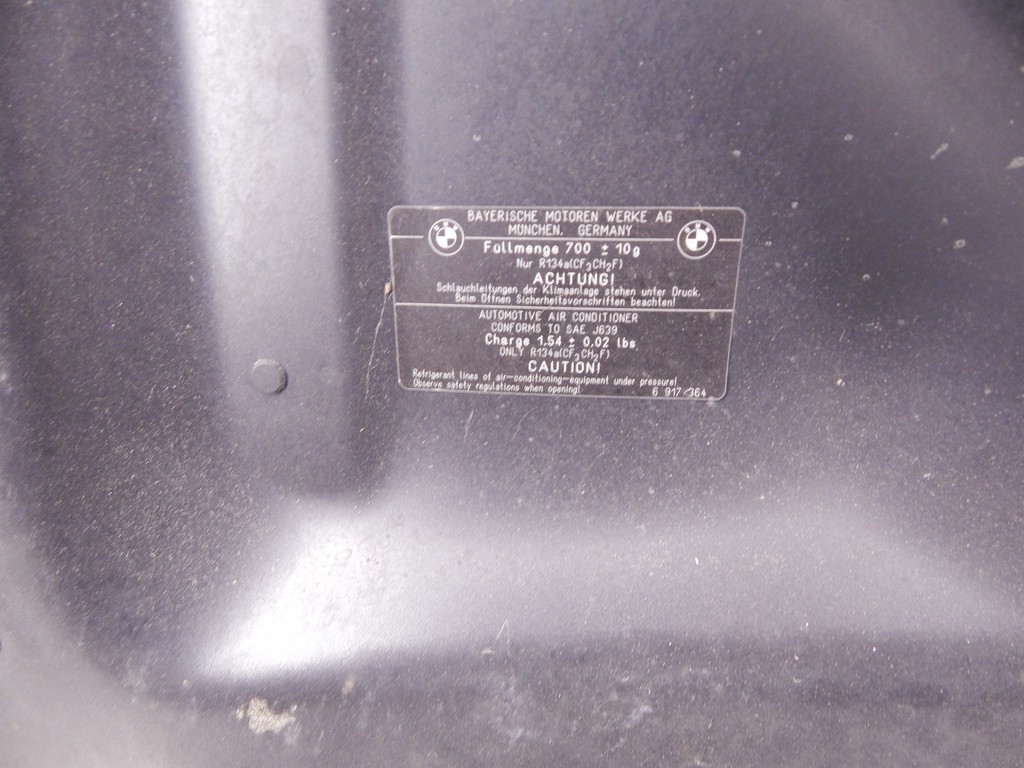 BAYERISCHE MOTOREN WERKE AG
MÜNCHEN, GERMANY
Füllmenge 700 ± 10g
Nur R134a(CF₃CH₂F)
ACHTUNG!
Schlauchleitungen der Klimaanlage stehen unter Druck.
Beim Öffnen Sicherheitsvorschriften beachten!
AUTOMOTIVE AIR CONDITIONER
CONFORMS TO SAE J639
Charge 1.54 ± 0.02 lbs
ONLY R134a(CF₃CH₂F)
CAUTION!
Refrigerant lines of air-conditioning-equipment under pressure!
Observe safety regulations when opening!
6 917 364